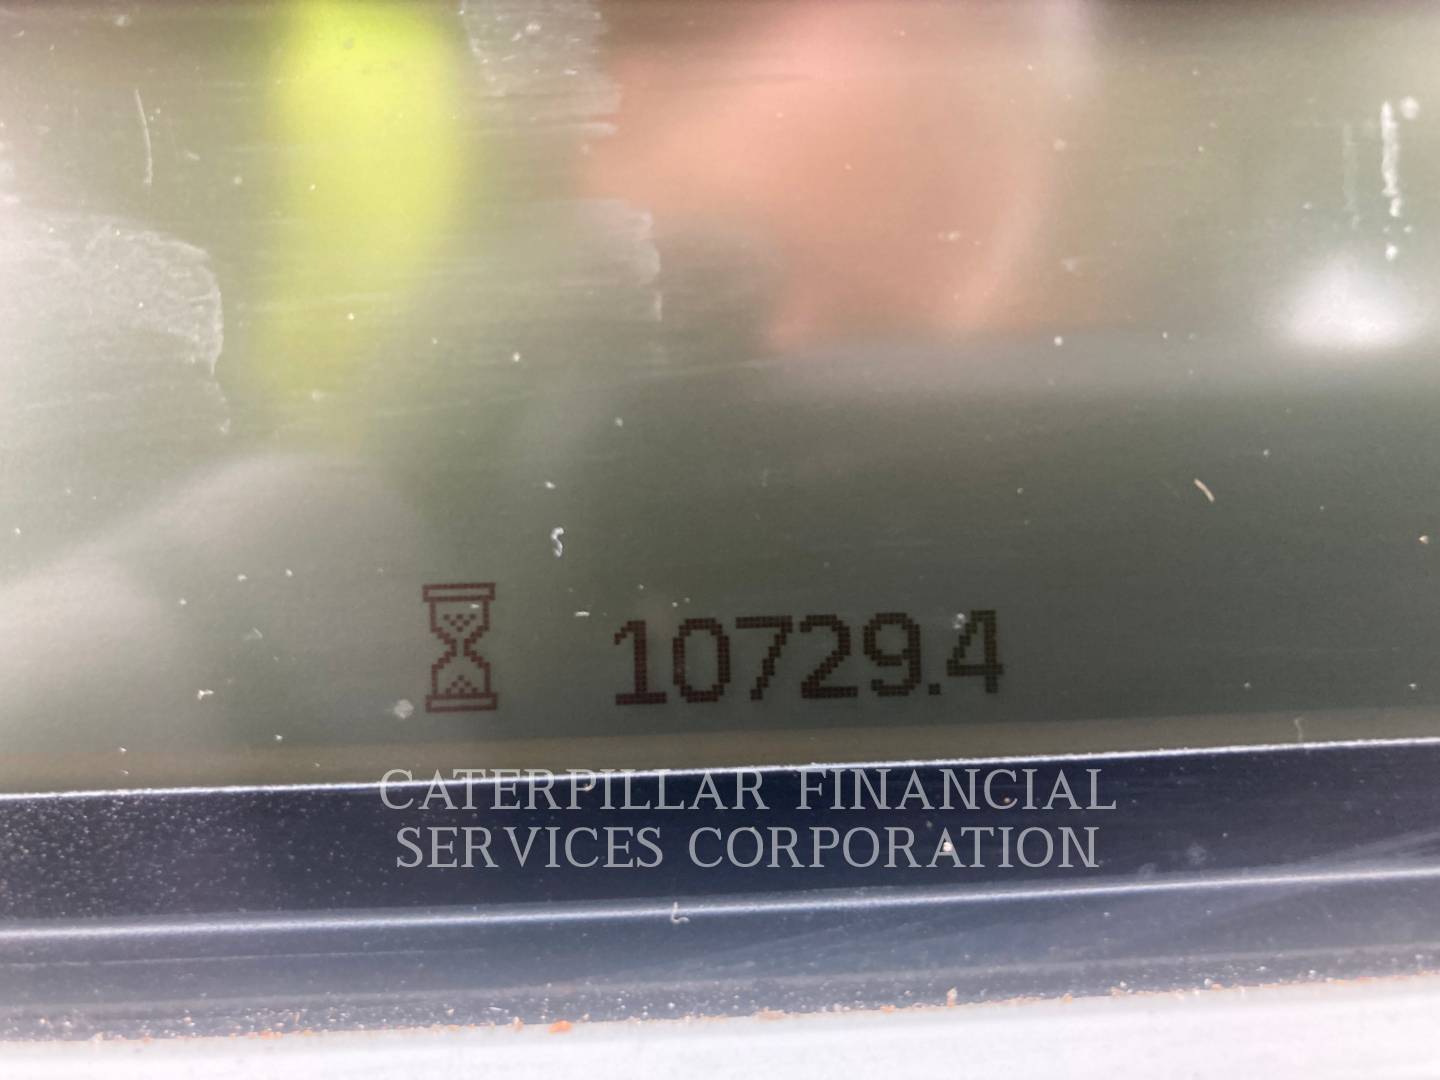 10729.4
CATERPILLAR FINANCIAL
SERVICES CORPORATION